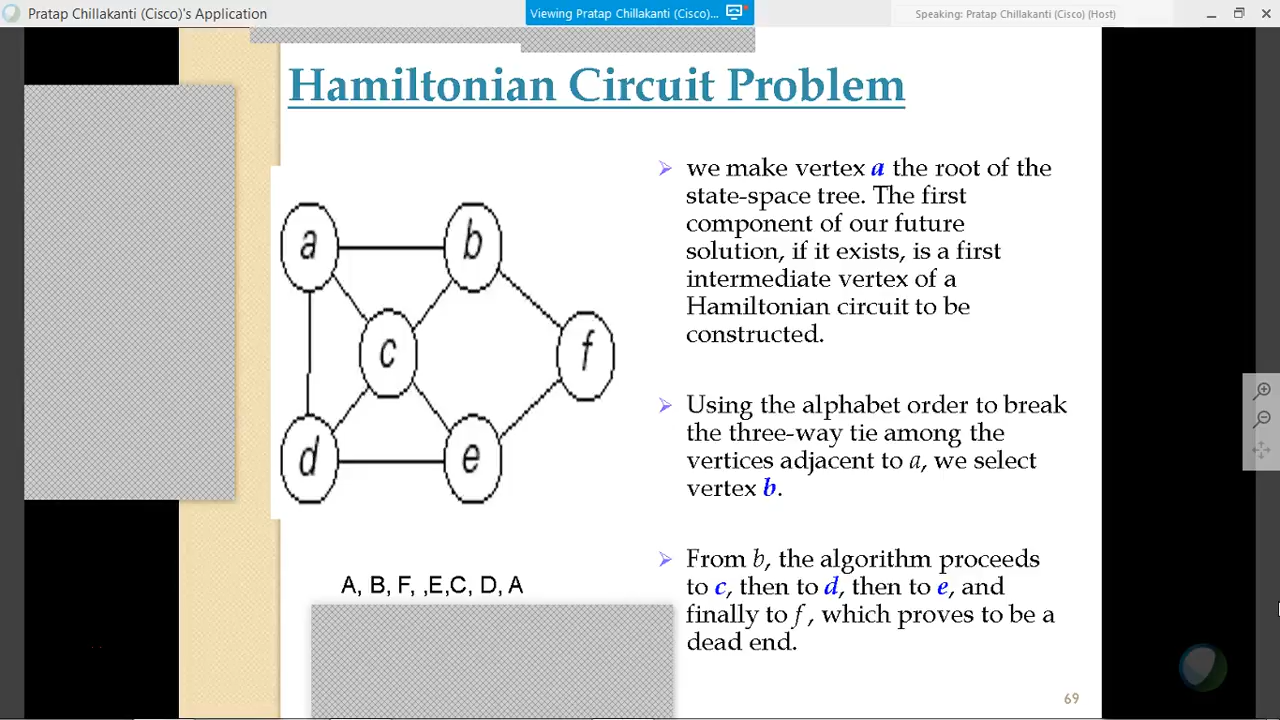 Pratap Chillakanti (Cisco)'s Application
Viewing Pratap Chillakanti (Cisco)...
Speaking: Pratap Chillakanti (Cisco) (Host)
Hamiltonian Circuit Problem
a
b
c
f
d
e
A, B, F, ,E,C, D, A
we make vertex a the root of the
state-space tree. The first
component of our future
solution, if it exists, is a first
intermediate vertex of a
Hamiltonian circuit to be
constructed.
Using the alphabet order to break
the three-way tie among the
vertices adjacent to a, we select
vertex b.
From b, the algorithm proceeds
to c, then to d, then to e, and
finally to f , which proves to be a
dead end.
69